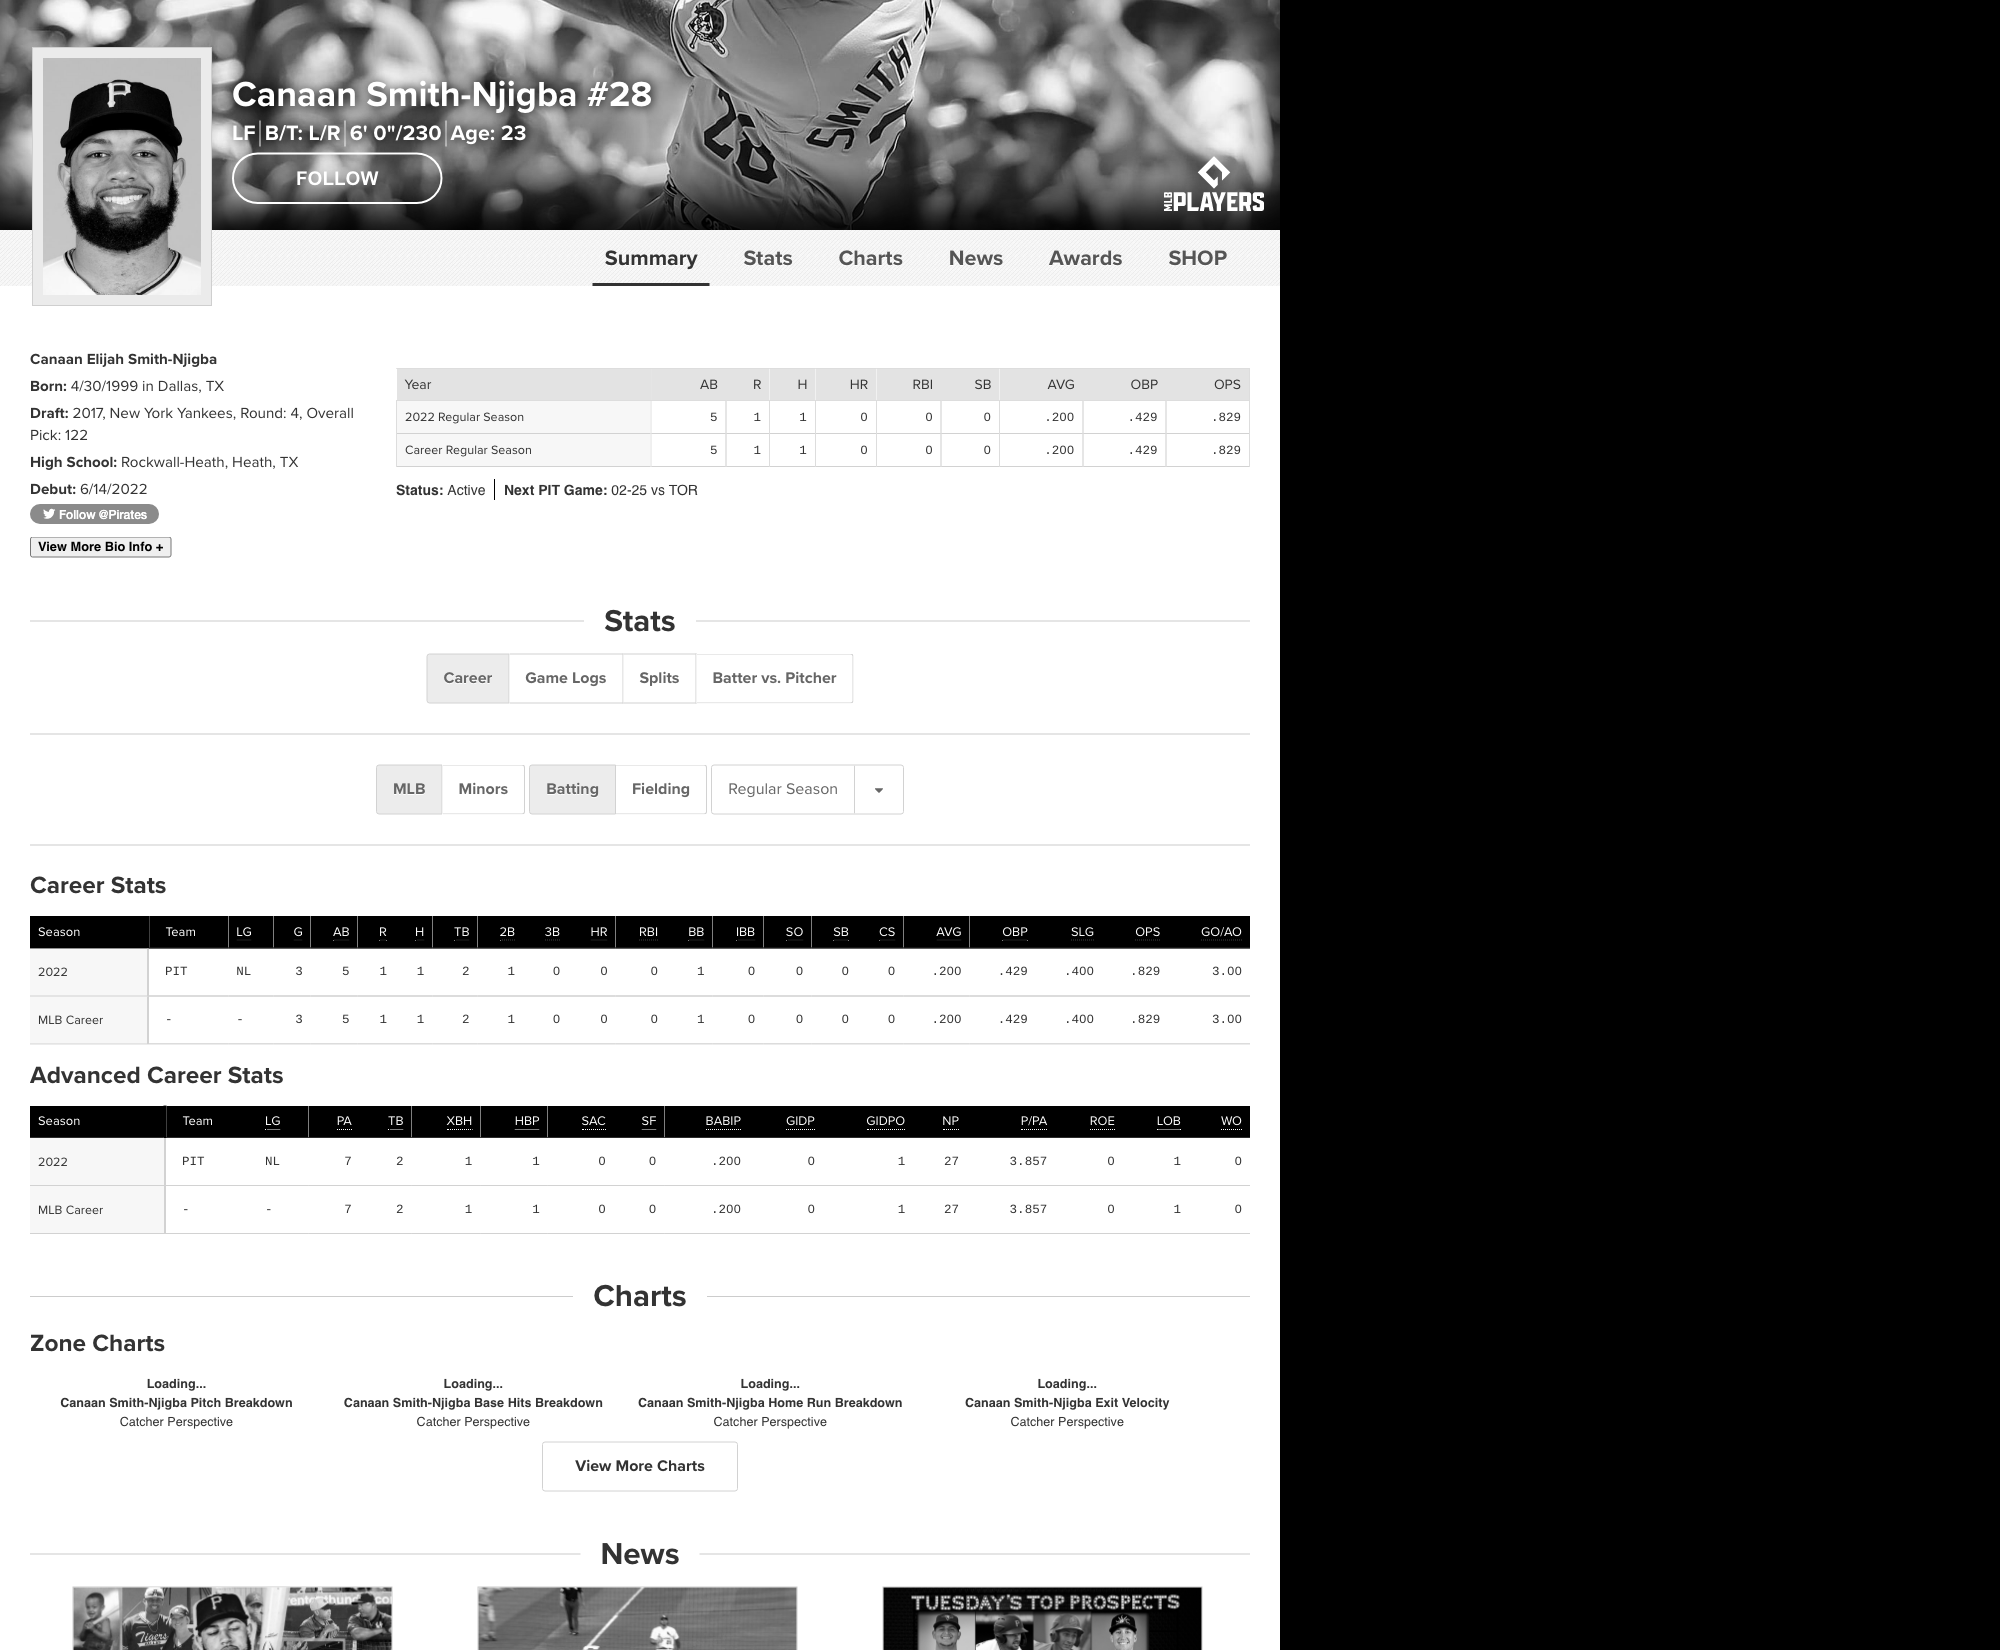 SMITH-
28
P
Canaan Smith-Njigba #28
LF B/T: L/R 6' 0"/230 Age: 23
FOLLOW
MLB PLAYERS
Summary Stats Charts News Awards SHOP
Canaan Elijah Smith-Njigba
Born: 4/30/1999 in Dallas, TX
Draft: 2017, New York Yankees, Round: 4, Overall
Pick: 122
High School: Rockwall-Heath, Heath, TX
Debut: 6/14/2022
Follow @Pirates
View More Bio Info +
Year AB R H HR RBI SB AVG OBP OPS
2022 Regular Season 5 1 1 0 0 0 .200 .429 .829
Career Regular Season 5 1 1 0 0 0 .200 .429 .829
Status: Active Next PIT Game: 02-25 vs TOR
Stats
Career Game Logs Splits Batter vs. Pitcher
MLB Minors Batting Fielding Regular Season
Career Stats
Season Team LG G AB R H TB 2B 3B HR RBI BB IBB SO SB CS AVG OBP SLG OPS GO/AO
2022 PIT NL 3 5 1 1 2 1 0 0 0 1 0 0 0 0 .200 .429 .400 .829 3.00
MLB Career - - 3 5 1 1 2 1 0 0 0 1 0 0 0 0 .200 .429 .400 .829 3.00
Advanced Career Stats
Season Team LG PA TB XBH HBP SAC SF BABIP GIDP GIDPO NP P/PA ROE LOB WO
2022 PIT NL 7 2 1 1 0 0 .200 0 1 27 3.857 0 1 0
MLB Career - - 7 2 1 1 0 0 .200 0 1 27 3.857 0 1 0
Charts
Zone Charts
Loading... Loading... Loading... Loading...
Canaan Smith-Njigba Pitch Breakdown Canaan Smith-Njigba Base Hits Breakdown Canaan Smith-Njigba Home Run Breakdown Canaan Smith-Njigba Exit Velocity
Catcher Perspective Catcher Perspective Catcher Perspective Catcher Perspective
View More Charts
News
TUESDAY'S TOP PROSPECTS
Tigers
P